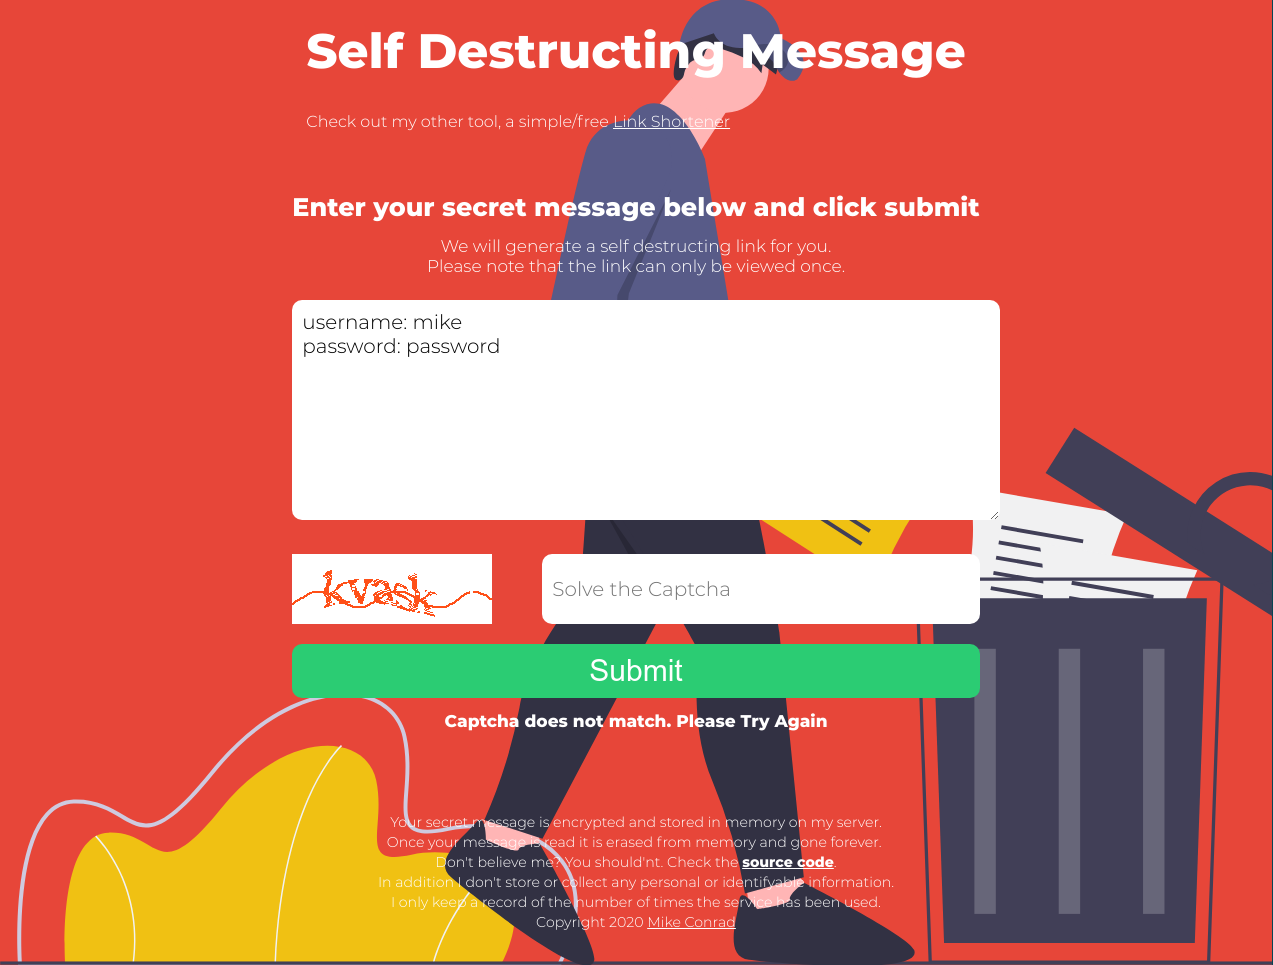 Self Destructing Message
Check out my other tool, a simple/free Link Shortener
Enter your secret message below and click submit
We will generate a self destructing link for you.
Please note that the link can only be viewed once.
username: mike
password: password
kvask
Solve the Captcha
Submit
Captcha does not match. Please Try Again
Your secret message is encrypted and stored in memory on my server.
Once your message is read it is erased from memory and gone forever.
Don't believe me? You should'nt. Check the source code.
In addition I don't store or collect any personal or identifyable information.
I only keep a record of the number of times the service has been used.
Copyright 2020 Mike Conrad